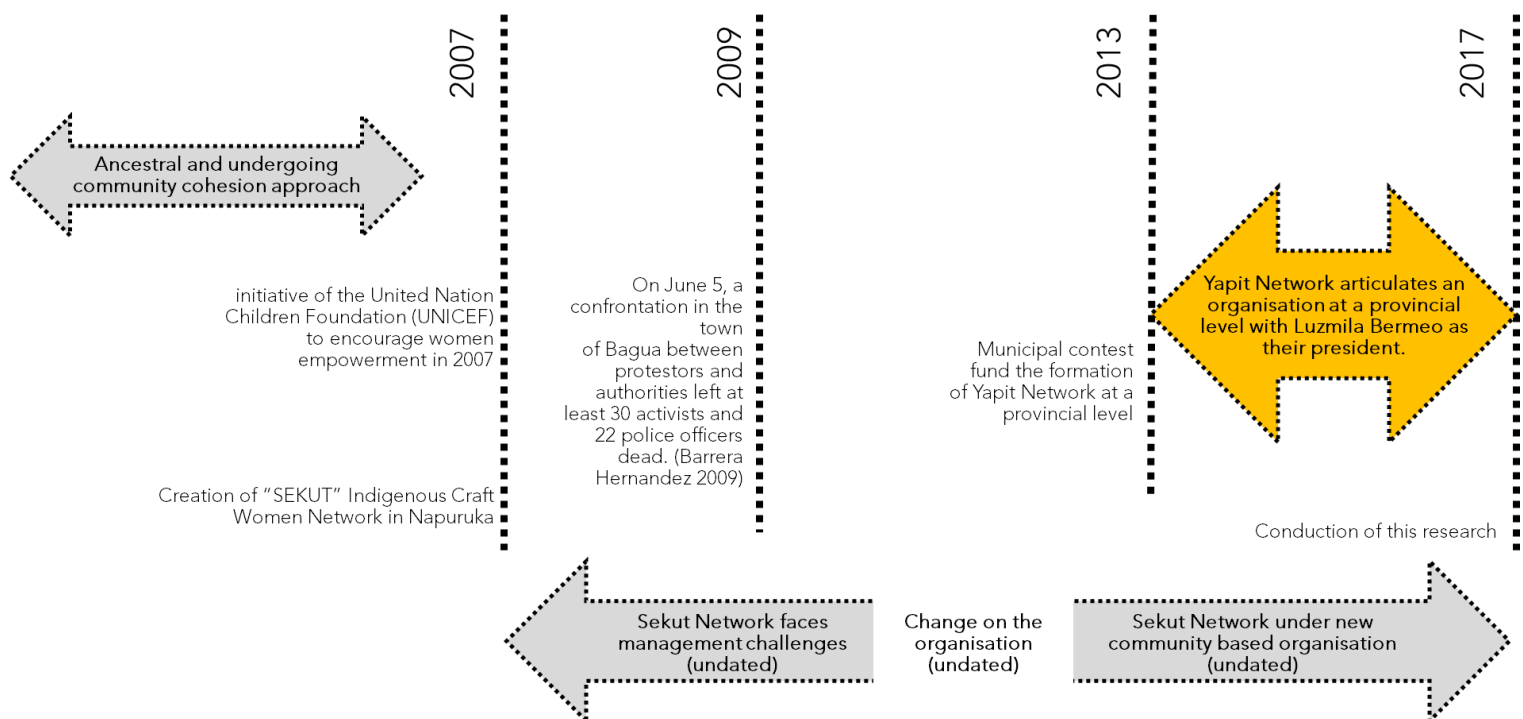 2007
2009
2013
2017
Ancestral and undergoing
community cohesion approach
initiative of the United Nation
Children Foundation (UNICEF)
to encourage women
empowerment in 2007
Creation of “SEKUT” Indigenous Craft
Women Network in Napuruka
On June 5, a
confrontation in the
town
of Bagua between
protestors and
authorities left at
least 30 activists and
22 police officers
dead. (Barrera
Hernandez 2009)
Municipal contest
fund the formation
of Yapit Network at a
provincial level
Yapit Network articulates an
organisation at a provincial
level with Luzmila Bermeo as
their president.
Conduction of this research
Sekut Network faces
management challenges
(undated)
Change on the
organisation
(undated)
Sekut Network under new
community based organisation
(undated)